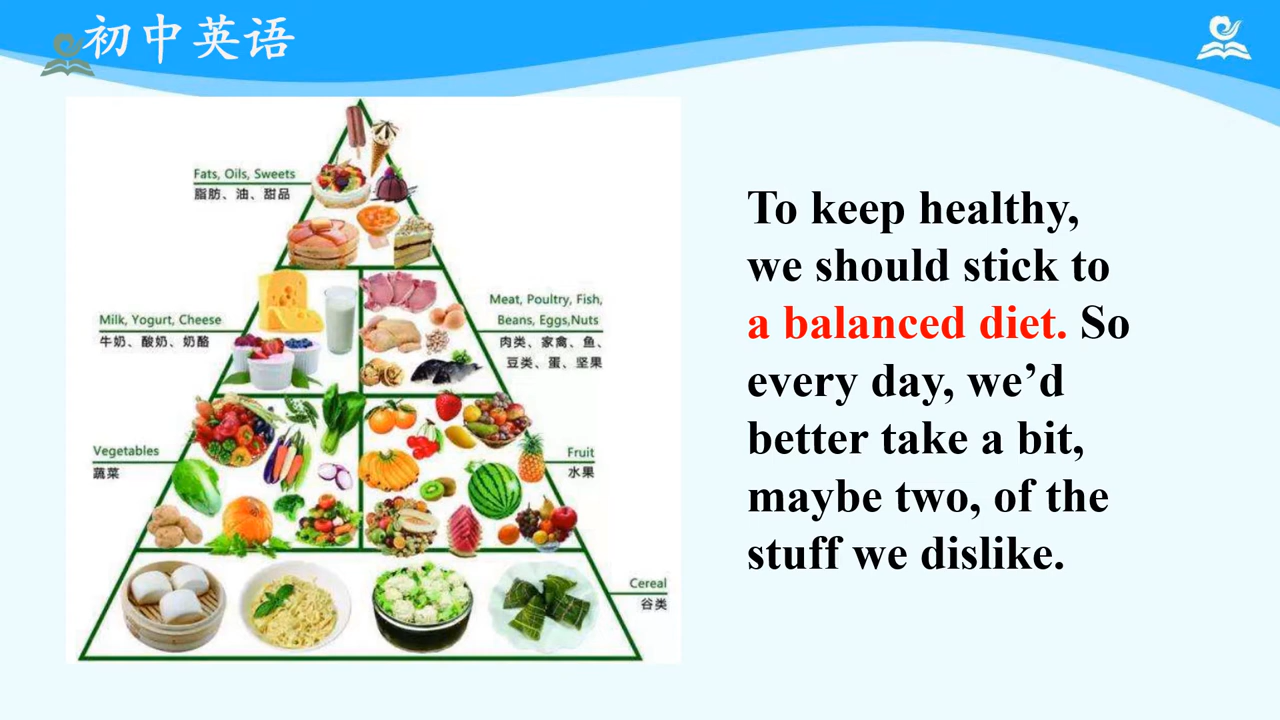 初中英语
Fats, Oils, Sweets
脂肪、油、甜品
Milk, Yogurt, Cheese
牛奶、酸奶、奶酪
Meat, Poultry, Fish,
Beans, Eggs,Nuts
肉类、家禽、鱼、
豆类、蛋、坚果
Vegetables
蔬菜
Fruit
水果
Cereal
谷类
To keep healthy,
we should stick to
a balanced diet. So
every day, we’d
better take a bit,
maybe two, of the
stuff we dislike.